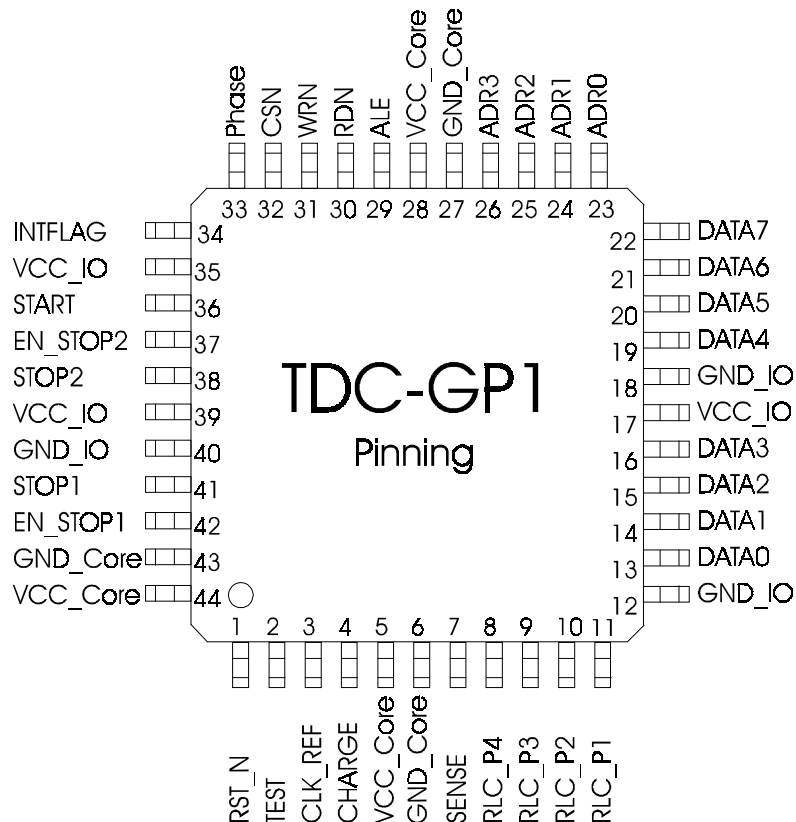 Phase
CSN
WRN
RDN
ALE
VCC_Core
GND_Core
ADR3
ADR2
ADR1
ADR0
33 32 31 30 29 28 27 26 25 24 23
INTFLAG 34
VCC_IO 35
START 36
EN_STOP2 37
STOP2 38
VCC_IO 39
GND_IO 40
STOP1 41
EN_STOP1 42
GND_Core 43
VCC_Core 44
TDC-GP1
Pinning
22 DATA7
21 DATA6
20 DATA5
19 DATA4
18 GND_IO
17 VCC_IO
16 DATA3
15 DATA2
14 DATA1
13 DATA0
12 GND_IO
1 2 3 4 5 6 7 8 9 10 11
RST_N
TEST
CLK_REF
CHARGE
VCC_Core
GND_Core
SENSE
RLC_P4
RLC_P3
RLC_P2
RLC_P1